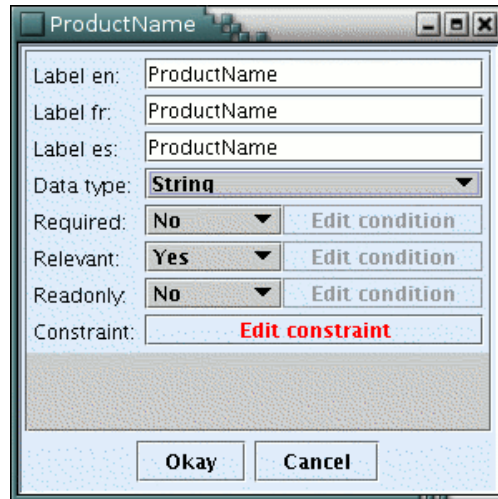 ProductName
Label en: ProductName
Label fr: ProductName
Label es: ProductName
Data type: String
Required: No Edit condition
Relevant: Yes Edit condition
Readonly: No Edit condition
Constraint: Edit constraint
Okay Cancel